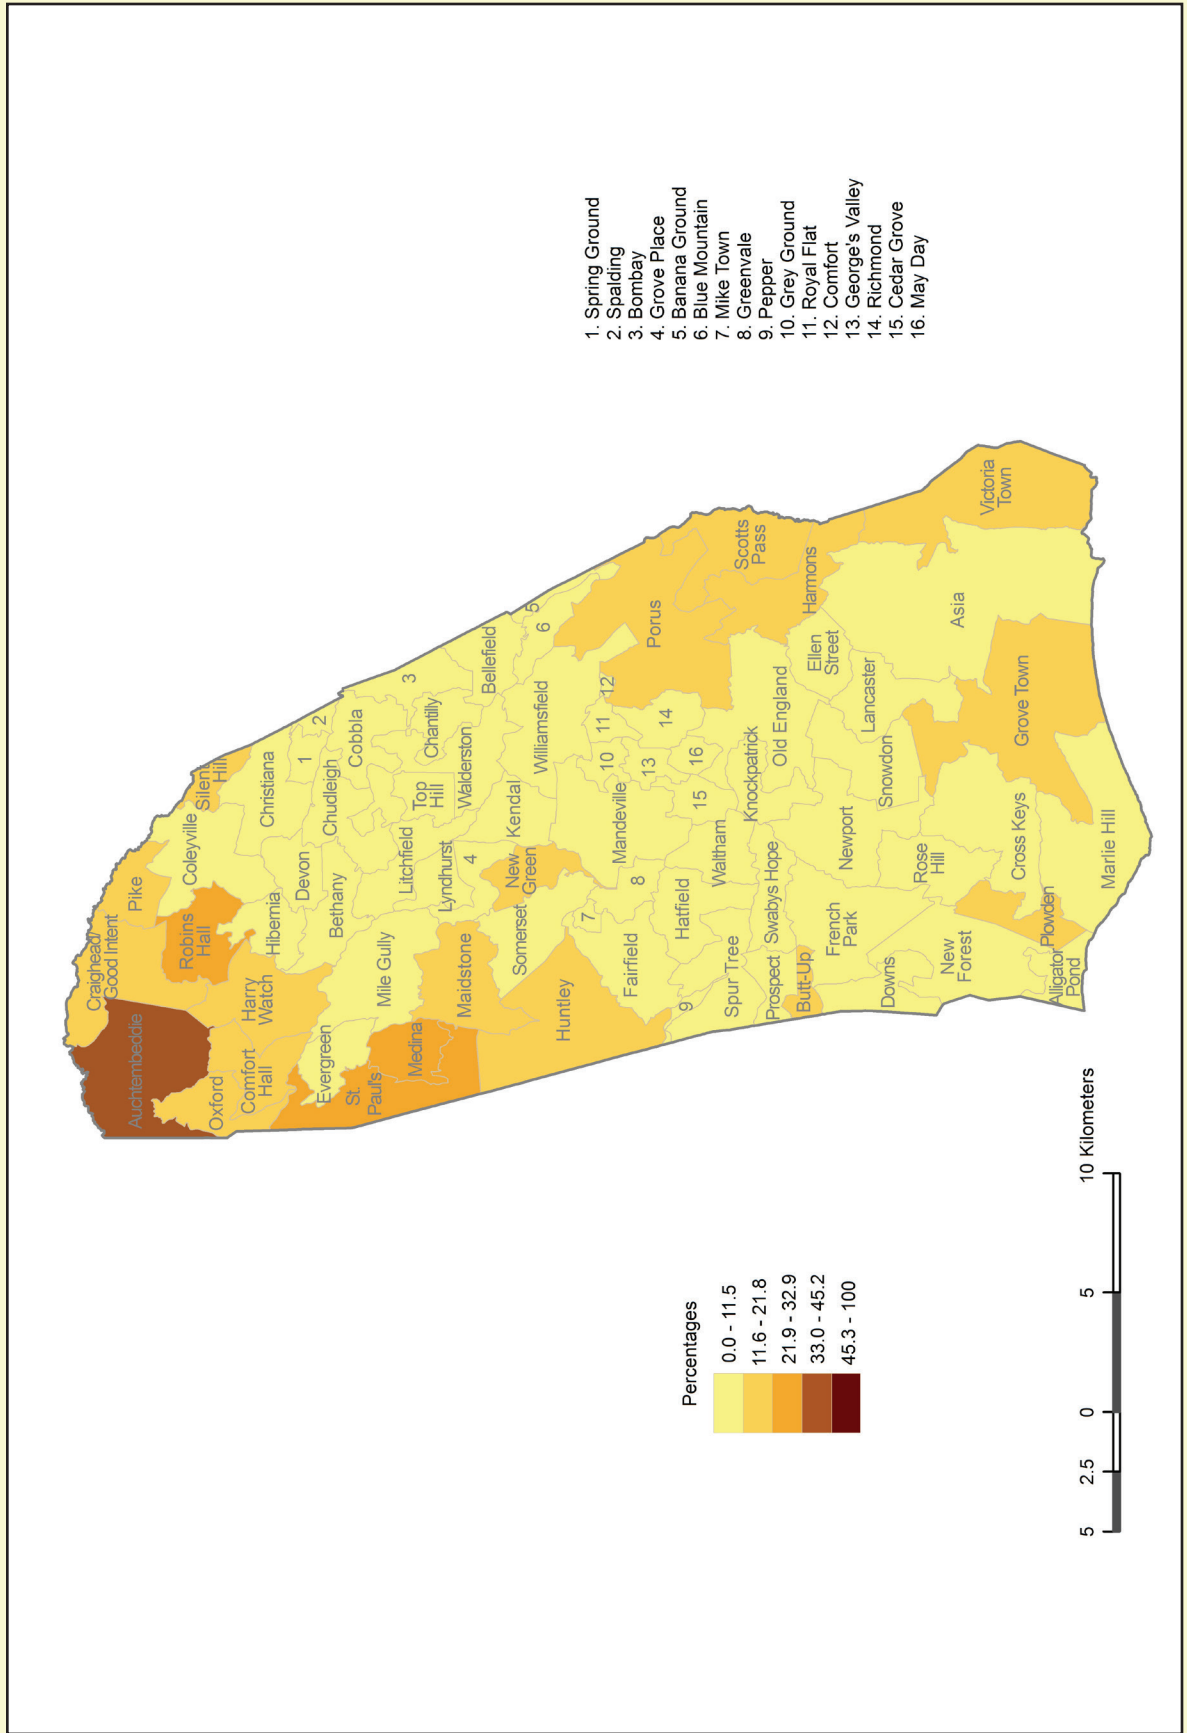 Auchtembeddie
Craighead/
Good Intent
Pike
Silent
Hill
Coleyville
Robins
Hall
Oxford
Comfort
Hall
Harry
Watch
Hibernia
Christiana
Devon
1
2
Evergreen
Bethany
Chudleigh
Cobbla
St.
Paul's
Mile Gully
Litchfield
Top
Hill
Chantilly
3
Medina
Maidstone
Lyndhurst
4
Walderston
Bellefield
Somerset
New
Green
Kendal
Williamsfield
5
6
Huntley
7
Mandeville
10
11
12
Fairfield
8
13
14
Porus
9
Hatfield
15
16
Spur Tree
Waltham
Knockpatrick
Scotts
Pass
Prospect
Swabys Hope
Old England
Butt-Up
Harmons
French
Park
Newport
Ellen
Street
Lancaster
Downs
Snowdon
New
Forest
Rose
Hill
Asia
Victoria
Town
Cross Keys
Grove Town
Alligator
Pond
Plowden
Marlie Hill
1. Spring Ground
2. Spalding
3. Bombay
4. Grove Place
5. Banana Ground
6. Blue Mountain
7. Mike Town
8. Greenvale
9. Pepper
10. Grey Ground
11. Royal Flat
12. Comfort
13. George's Valley
14. Richmond
15. Cedar Grove
16. May Day
Percentages
0.0 - 11.5
11.6 - 21.8
21.9 - 32.9
33.0 - 45.2
45.3 - 100
5 2.5 0 5 10 Kilometers